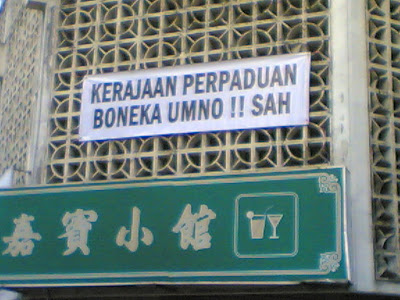 KERAJAAN PERPADUAN
BONEKA UMNO !! SAH
嘉賓小館